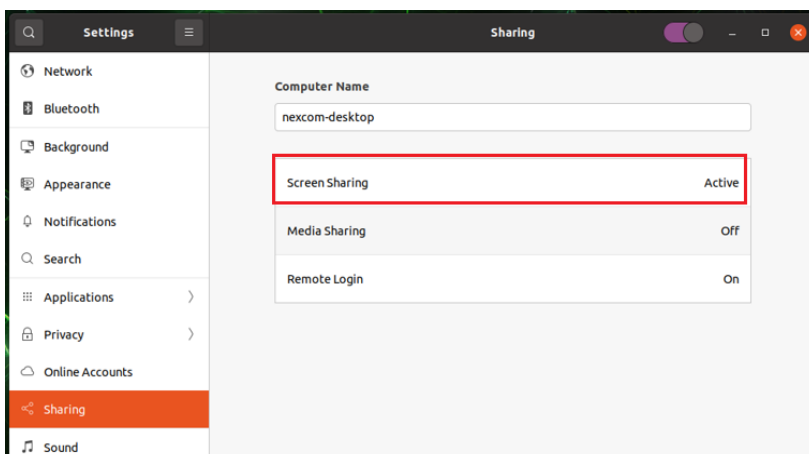 Settings
Sharing
Network
Bluetooth
Background
Appearance
Notifications
Search
Applications
Privacy
Online Accounts
Sharing
Sound
Computer Name
nexcom-desktop
Screen Sharing Active
Media Sharing Off
Remote Login On